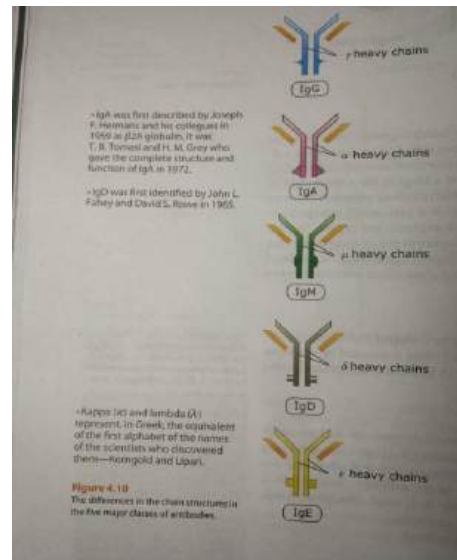 γ heavy chains
IgG
•IgA was first described by Joseph
F. Heremans and his collegues in
1959 as β2A globulin. It was
T. B. Tomasi and H. M. Grey who
gave the complete structure and
function of IgA in 1972.
α heavy chains
IgA
•IgD was first identified by John L.
Fahey and David S. Rowe in 1965.
μ heavy chains
IgM
δ heavy chains
IgD
•Kappa (κ) and lambda (λ)
represent, in Greek, the equivalent
of the first alphabet of the names
of the scientists who discovered
them—Korngold and Lipari.
ε heavy chains
IgE
Figure 4.10
The differences in the chain structures in
the five major classes of antibodies.